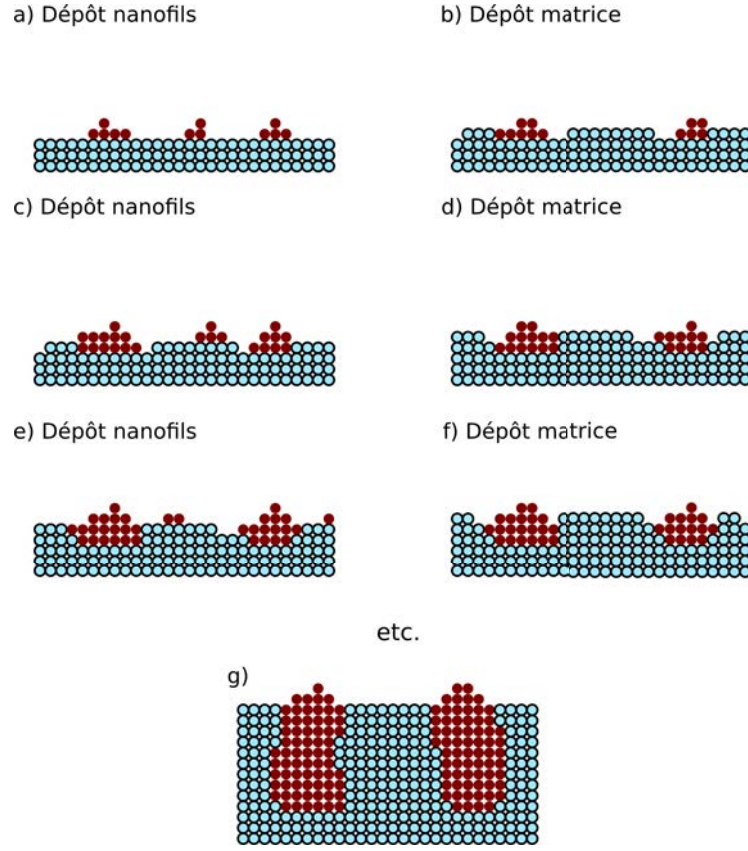 a) Dépôt nanofils
b) Dépôt matrice
c) Dépôt nanofils
d) Dépôt matrice
e) Dépôt nanofils
f) Dépôt matrice
etc.
g)